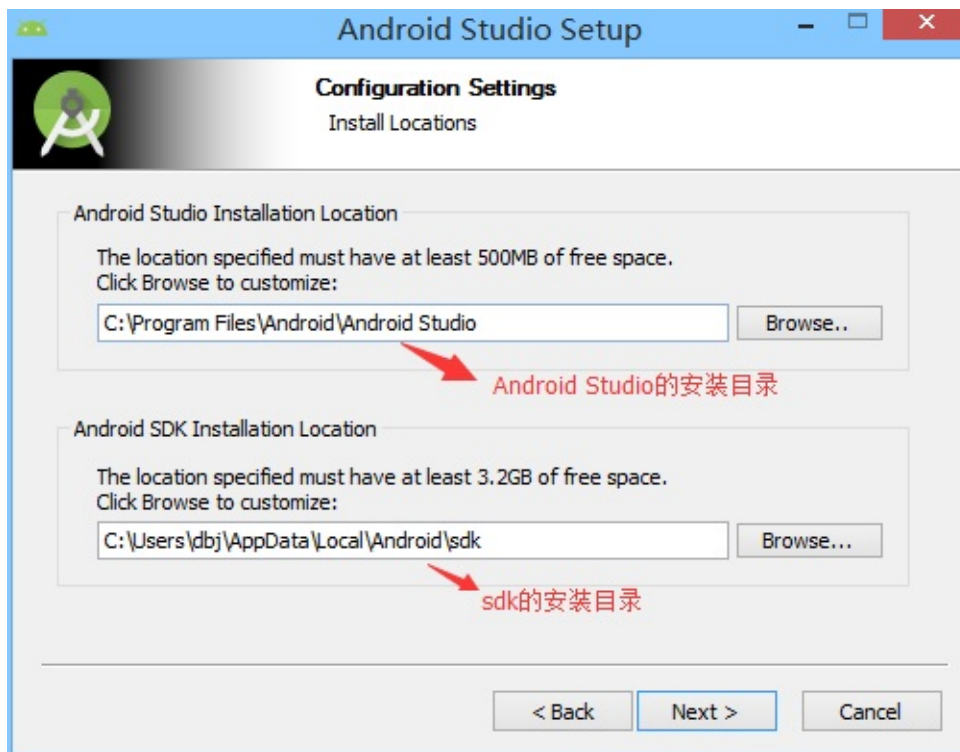 Android Studio Setup
Configuration Settings
Install Locations
Android Studio Installation Location
The location specified must have at least 500MB of free space.
Click Browse to customize:
C:\Program Files\Android\Android Studio
Browse..
Android Studio的安装目录
Android SDK Installation Location
The location specified must have at least 3.2GB of free space.
Click Browse to customize:
C:\Users\dbj\AppData\Local\Android\sdk
Browse...
sdk的安装目录
< Back
Next >
Cancel